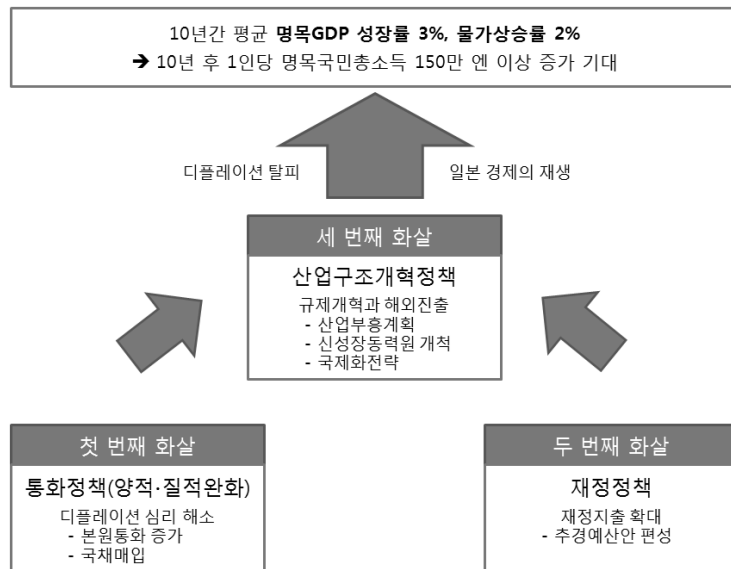 10년간 평균 명목GDP 성장률 3%, 물가상승률 2%
➔ 10년 후 1인당 명목국민총소득 150만 엔 이상 증가 기대
디플레이션 탈피
일본 경제의 재생
세 번째 화살
산업구조개혁정책
규제개혁과 해외진출
- 산업부흥계획
- 신성장동력원 개척
- 국제화전략
첫 번째 화살
통화정책(양적·질적완화)
디플레이션 심리 해소
- 본원통화 증가
- 국채매입
두 번째 화살
재정정책
재정지출 확대
- 추경예산안 편성